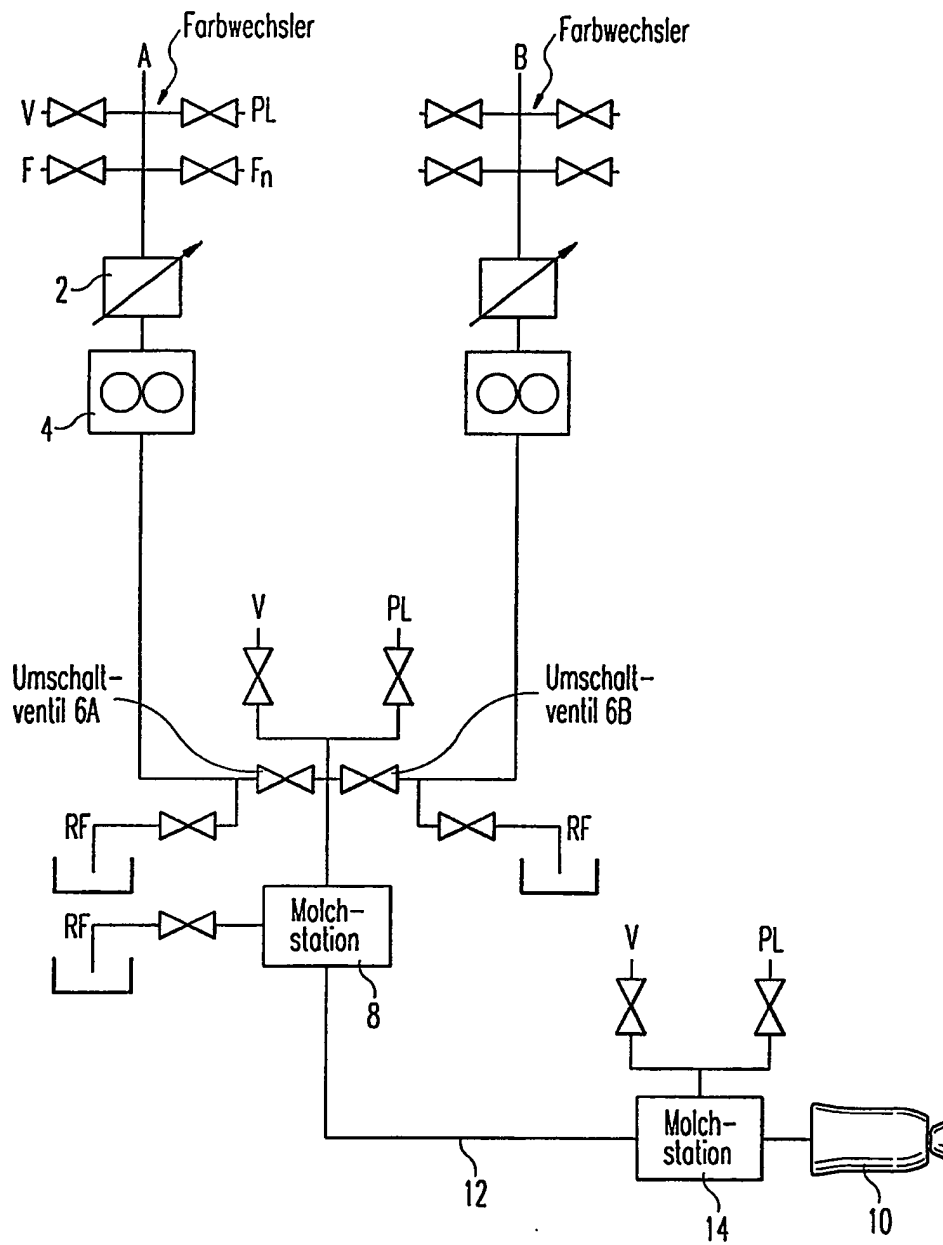 Farbwechsler
A
V
PL
F
Fn
Farbwechsler
B
2
4
V
PL
Umschalt-
ventil 6A
Umschalt-
ventil 6B
RF
RF
RF
Molch-
station
8
V
PL
Molch-
station
12
14
10